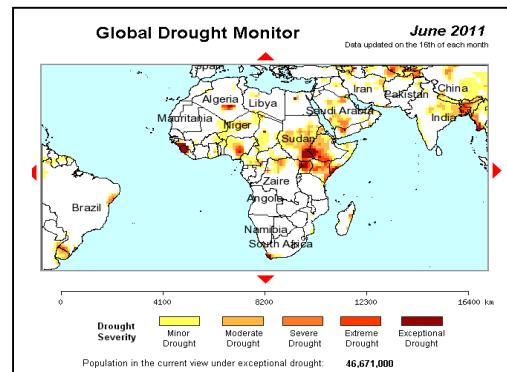 Global Drought Monitor
June 2011
Data updated on the 16th of each month
Spain
Algeria
Libya
Iran
China
Pakistan
Mauritania
Saudi Arabia
India
Niger
Sudan
Zaire
Brazil
Angola
Namibia
South Africa
0 4100 8200 12300 16400 km
Drought Severity
Minor Drought
Moderate Drought
Severe Drought
Extreme Drought
Exceptional Drought
Population in the current view under exceptional drought: 46,671,000